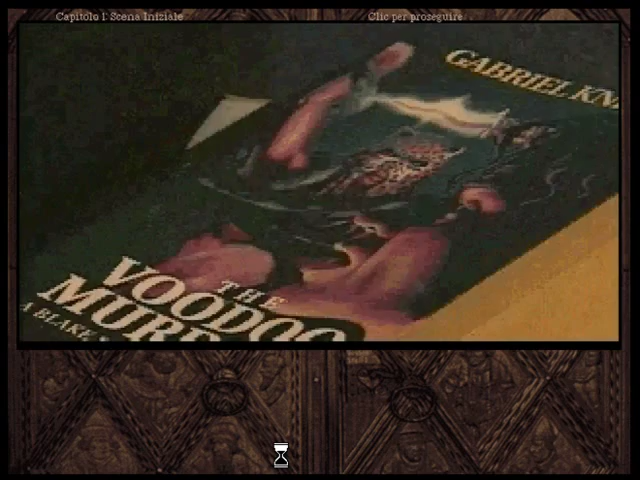 Capitolo 1: Scena Iniziale
Clic per proseguire
GABRIEL KN
THE
VOODOO
MURD
A BLAKE